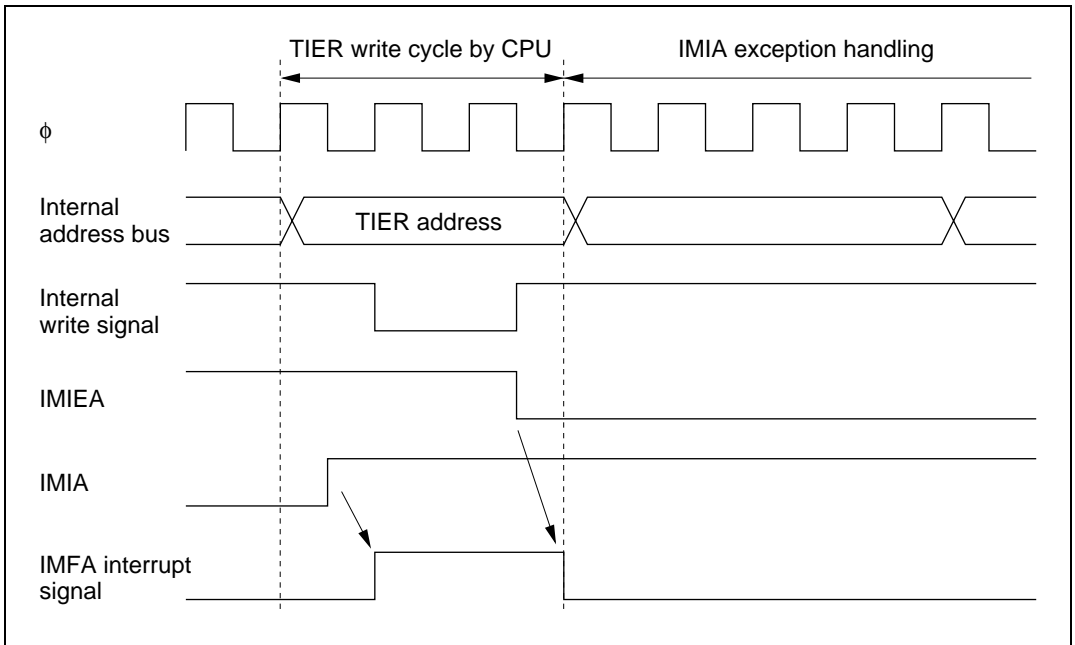 TIER write cycle by CPU
IMIA exception handling
ϕ
Internal
address bus
TIER address
Internal
write signal
IMIEA
IMIA
IMFA interrupt
signal